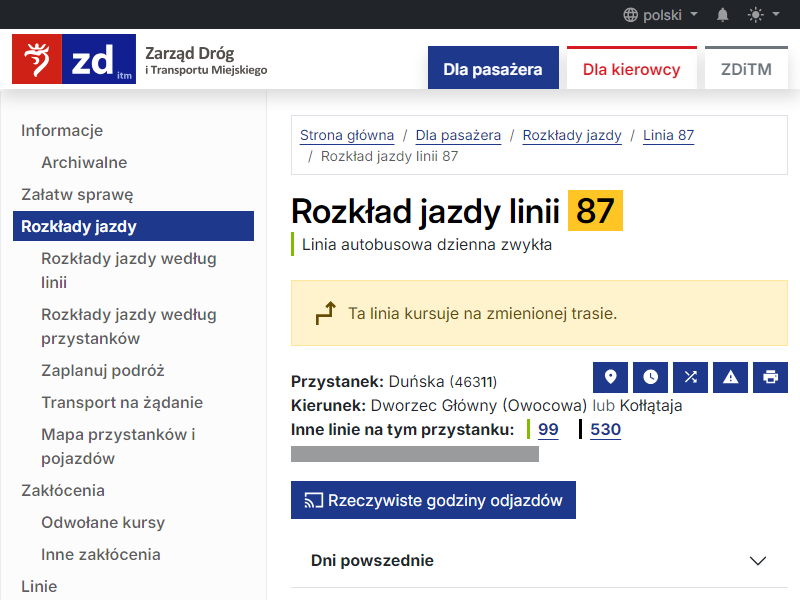 polski
zd itm
Zarząd Dróg
i Transportu Miejskiego
Dla pasażera
Dla kierowcy
ZDiTM
Informacje
Archiwalne
Załatw sprawę
Rozkłady jazdy
Rozkłady jazdy według
linii
Rozkłady jazdy według
przystanków
Zaplanuj podróż
Transport na żądanie
Mapa przystanków i
pojazdów
Zakłócenia
Odwołane kursy
Inne zakłócenia
Linie
Strona główna / Dla pasażera / Rozkłady jazdy / Linia 87
/ Rozkład jazdy linii 87
Rozkład jazdy linii 87
Linia autobusowa dzienna zwykła
Ta linia kursuje na zmienionej trasie.
Przystanek: Duńska (46311)
Kierunek: Dworzec Główny (Owocowa) lub Kołłątaja
Inne linie na tym przystanku: 99 530
Rzeczywiste godziny odjazdów
Dni powszednie